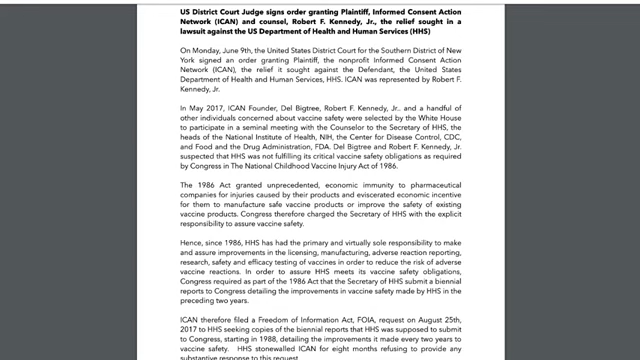 US District Court Judge signs order granting Plaintiff, Informed Consent Action
Network (ICAN) and counsel, Robert F. Kennedy, Jr., the relief sought in a
lawsuit against the US Department of Health and Human Services (HHS)
On Monday, June 9th, the United States District Court for the Southern District of New
York signed an order granting Plaintiff, the nonprofit Informed Consent Action
Network (ICAN), the relief it sought against the Defendant, the United States
Department of Health and Human Services, HHS. ICAN was represented by Robert F.
Kennedy, Jr.
In May 2017, ICAN Founder, Del Bigtree, Robert F. Kennedy, Jr.. and a handful of
other individuals concerned about vaccine safety were selected by the White House
to participate in a seminal meeting with the Counselor to the Secretary of HHS, the
heads of the National Institute of Health, NIH, the Center for Disease Control, CDC,
and Food and the Drug Administration, FDA. Del Bigtree and Robert F. Kennedy, Jr.
suspected that HHS was not fulfilling its critical vaccine safety obligations as required
by Congress in The National Childhood Vaccine Injury Act of 1986.
The 1986 Act granted unprecedented, economic immunity to pharmaceutical
companies for injuries caused by their products and eviscerated economic incentive
for them to manufacture safe vaccine products or improve the safety of existing
vaccine products. Congress therefore charged the Secretary of HHS with the explicit
responsibility to assure vaccine safety.
Hence, since 1986, HHS has had the primary and virtually sole responsibility to make
and assure improvements in the licensing, manufacturing, adverse reaction reporting,
research, safety and efficacy testing of vaccines in order to reduce the risk of adverse
vaccine reactions. In order to assure HHS meets its vaccine safety obligations,
Congress required as part of the 1986 Act that the Secretary of HHS submit a biennial
reports to Congress detailing the improvements in vaccine safety made by HHS in the
preceding two years.
ICAN therefore filed a Freedom of Information Act, FOIA, request on August 25th,
2017 to HHS seeking copies of the biennial reports that HHS was supposed to submit
to Congress, starting in 1988, detailing the improvements it made every two years to
vaccine safety. HHS stonewalled ICAN for eight months refusing to provide any
substantive response to this request